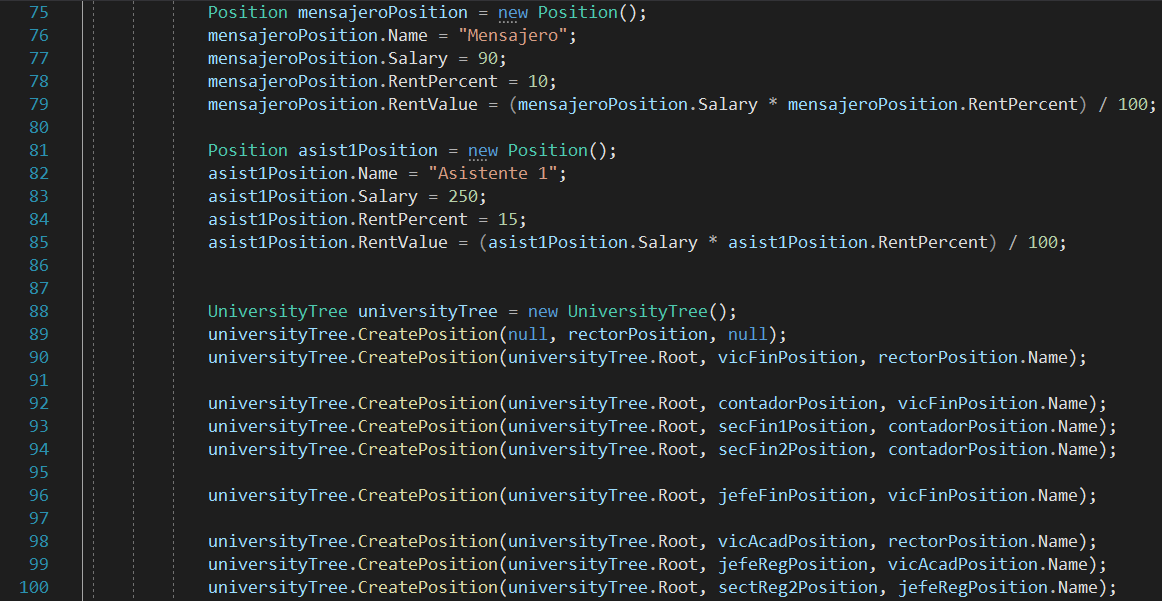 75 Position mensajeroPosition = new Position();
76 mensajeroPosition.Name = "Mensajero";
77 mensajeroPosition.Salary = 90;
78 mensajeroPosition.RentPercent = 10;
79 mensajeroPosition.RentValue = (mensajeroPosition.Salary * mensajeroPosition.RentPercent) / 100;
80
81 Position asist1Position = new Position();
82 asist1Position.Name = "Asistente 1";
83 asist1Position.Salary = 250;
84 asist1Position.RentPercent = 15;
85 asist1Position.RentValue = (asist1Position.Salary * asist1Position.RentPercent) / 100;
86
87
88 UniversityTree universityTree = new UniversityTree();
89 universityTree.CreatePosition(null, rectorPosition, null);
90 universityTree.CreatePosition(universityTree.Root, vicFinPosition, rectorPosition.Name);
91
92 universityTree.CreatePosition(universityTree.Root, contadorPosition, vicFinPosition.Name);
93 universityTree.CreatePosition(universityTree.Root, secFin1Position, contadorPosition.Name);
94 universityTree.CreatePosition(universityTree.Root, secFin2Position, contadorPosition.Name);
95
96 universityTree.CreatePosition(universityTree.Root, jefeFinPosition, vicFinPosition.Name);
97
98 universityTree.CreatePosition(universityTree.Root, vicAcadPosition, rectorPosition.Name);
99 universityTree.CreatePosition(universityTree.Root, jefeRegPosition, vicAcadPosition.Name);
100 universityTree.CreatePosition(universityTree.Root, sectReg2Position, jefeRegPosition.Name);